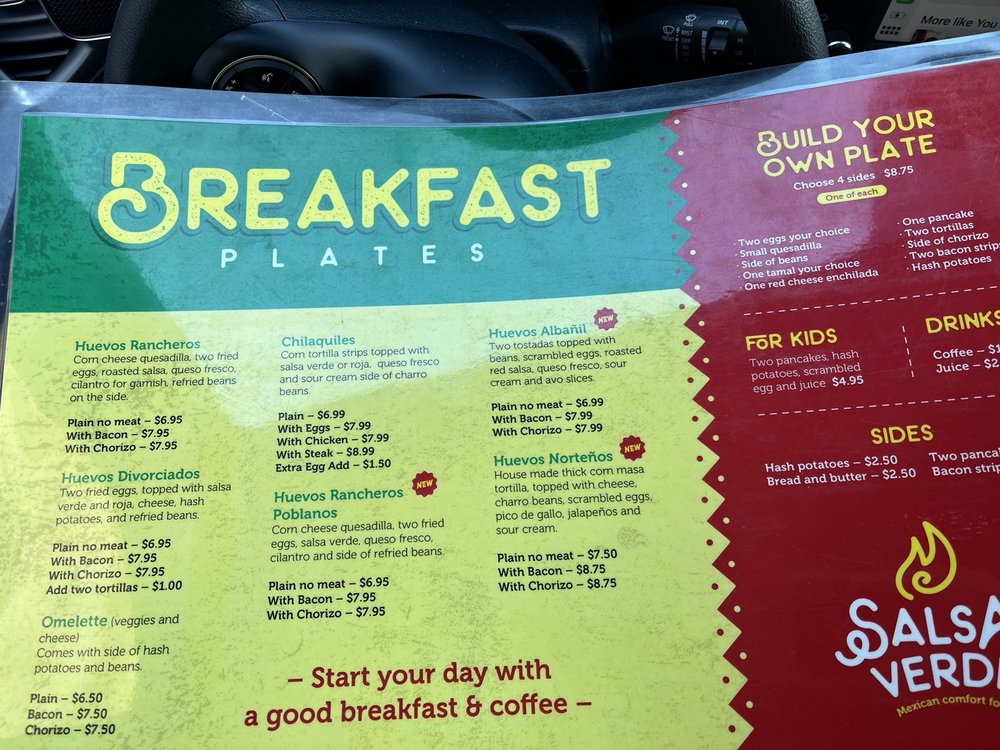 More like You
INT
MIST
OFF
BREAKFAST
PLATES
Huevos Rancheros
Corn cheese quesadilla, two fried
eggs, roasted salsa, queso fresco,
cilantro for garnish, refried beans
on the side.
Plain no meat – $6.95
With Bacon – $7.95
With Chorizo – $7.95
Huevos Divorciados
Two fried eggs, topped with salsa
verde and roja, cheese, hash
potatoes, and refried beans.
Plain no meat – $6.95
With Bacon – $7.95
With Chorizo – $7.95
Add two tortillas – $1.00
Omelette (veggies and
cheese)
Comes with side of hash
potatoes and beans.
Plain – $6.50
Bacon – $7.50
Chorizo – $7.50
Chilaquiles
Corn tortilla strips topped with
salsa verde or roja, queso fresco
and sour cream side of charro
beans.
Plain – $6.99
With Eggs – $7.99
With Chicken – $7.99
With Steak – $8.99
Extra Egg Add – $1.50
NEW
Huevos Rancheros
Poblanos
Corn cheese quesadilla, two fried
eggs, salsa verde, queso fresco,
cilantro and side of refried beans.
Plain no meat – $6.95
With Bacon – $7.95
With Chorizo – $7.95
NEW
Huevos Albañil
Two tostadas topped with
beans, scrambled eggs, roasted
red salsa, queso fresco, sour
cream and avo slices.
Plain no meat – $6.99
With Bacon – $7.99
With Chorizo – $7.99
NEW
Huevos Norteños
House made thick corn masa
tortilla, topped with cheese,
charro beans, scrambled eggs,
pico de gallo, jalapeños and
sour cream.
Plain no meat – $7.50
With Bacon – $8.75
With Chorizo – $8.75
– Start your day with
a good breakfast & coffee –
BUILD YOUR
OWN PLATE
Choose 4 sides $8.75
One of each
· Two eggs your choice
· Small quesadilla
· Side of beans
· One tamal your choice
· One red cheese enchilada
· One pancake
· Two tortillas
· Side of chorizo
· Two bacon strips
· Hash potatoes
FOR KIDS
Two pancakes, hash
potatoes, scrambled
egg and juice $4.95
DRINKS
Coffee – $1
Juice – $2
SIDES
Hash potatoes – $2.50
Bread and butter – $2.50
Two panca
Bacon strip
SALSA
VERD
Mexican comfort fo